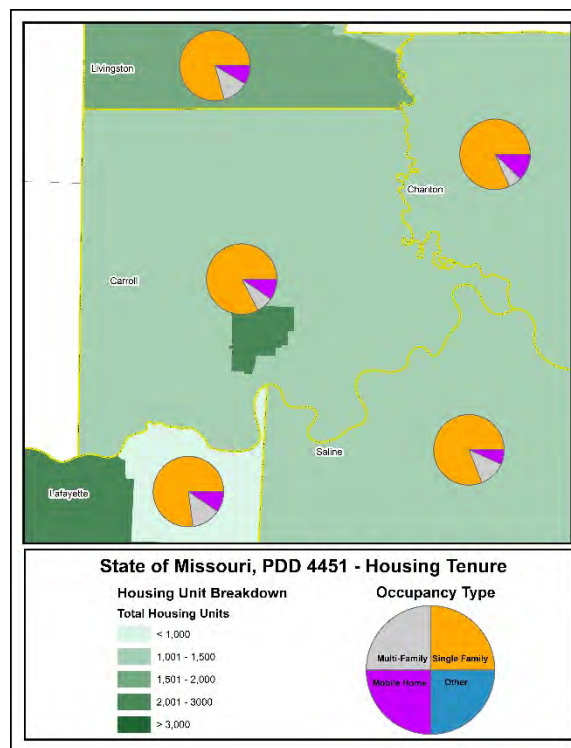 Livingston
Chariton
Carroll
Saline
Lafayette
State of Missouri, PDD 4451 - Housing Tenure
Housing Unit Breakdown
Total Housing Units
< 1,000
1,001 - 1,500
1,501 - 2,000
2,001 - 3000
> 3,000
Occupancy Type
Multi-Family
Single Family
Mobile Home
Other